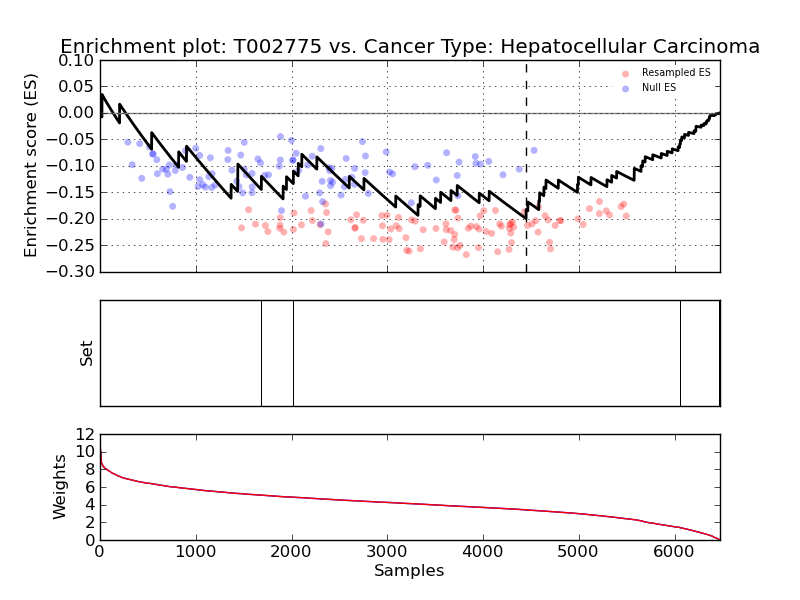 Enrichment plot: T002775 vs. Cancer Type: Hepatocellular Carcinoma
Enrichment score (ES)
0.10
0.05
0.00
−0.05
−0.10
−0.15
−0.20
−0.25
−0.30
Resampled ES
Null ES
Set
Weights
12
10
8
6
4
2
0
0 1000 2000 3000 4000 5000 6000
Samples